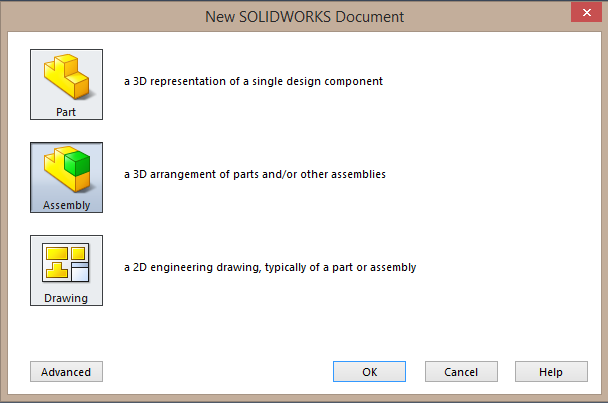 New SOLIDWORKS Document
Part
a 3D representation of a single design component
Assembly
a 3D arrangement of parts and/or other assemblies
Drawing
a 2D engineering drawing, typically of a part or assembly
Advanced
OK
Cancel
Help